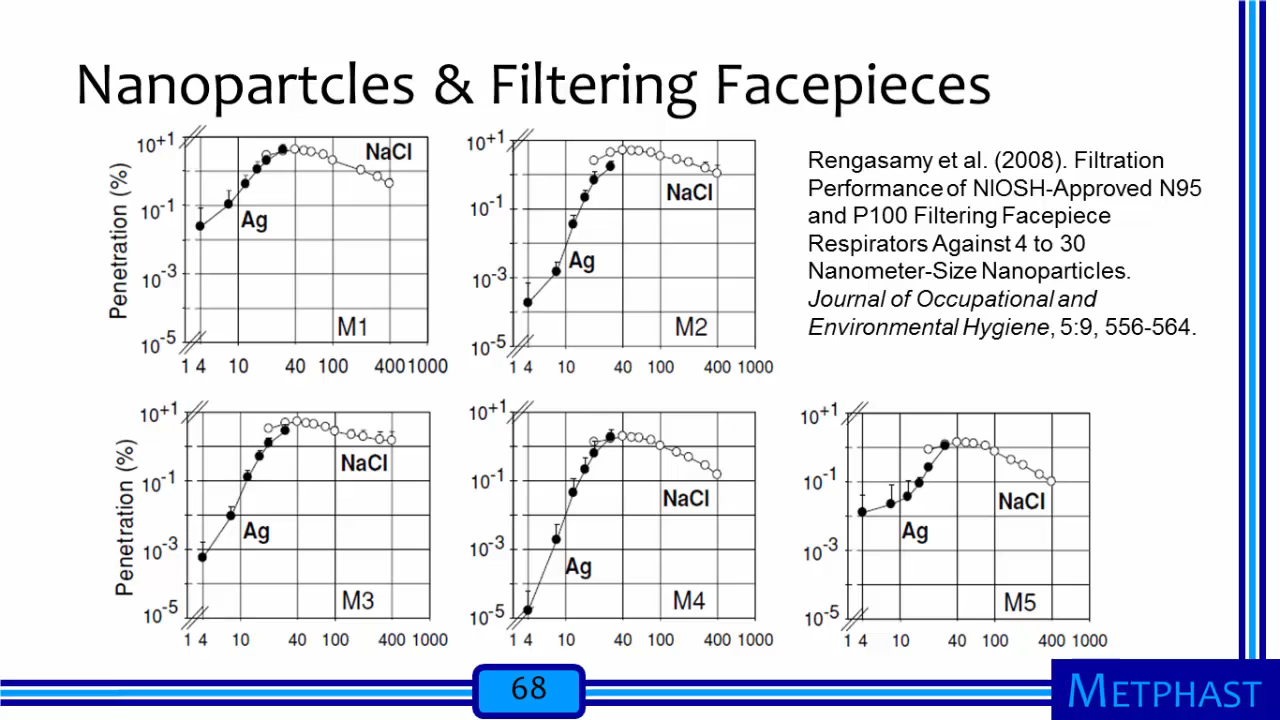 Nanopartcles & Filtering Facepieces
10+1
10-1
10-3
10-5
Penetration (%)
NaCl
Ag
M1
1 4 10 40 100 4001000
10+1
10-1
10-3
10-5
NaCl
Ag
M2
1 4 10 40 100 400 1000
Rengasamy et al. (2008). Filtration
Performance of NIOSH-Approved N95
and P100 Filtering Facepiece
Respirators Against 4 to 30
Nanometer-Size Nanoparticles.
Journal of Occupational and
Environmental Hygiene, 5:9, 556-564.
10+1
10-1
10-3
10-5
Penetration (%)
NaCl
Ag
M3
1 4 10 40 100 400 1000
10+1
10-1
10-3
10-5
NaCl
Ag
M4
1 4 10 40 100 400 1000
10+1
10-1
10-3
10-5
NaCl
Ag
M5
1 4 10 40 100 400 1000
68
METPHAST